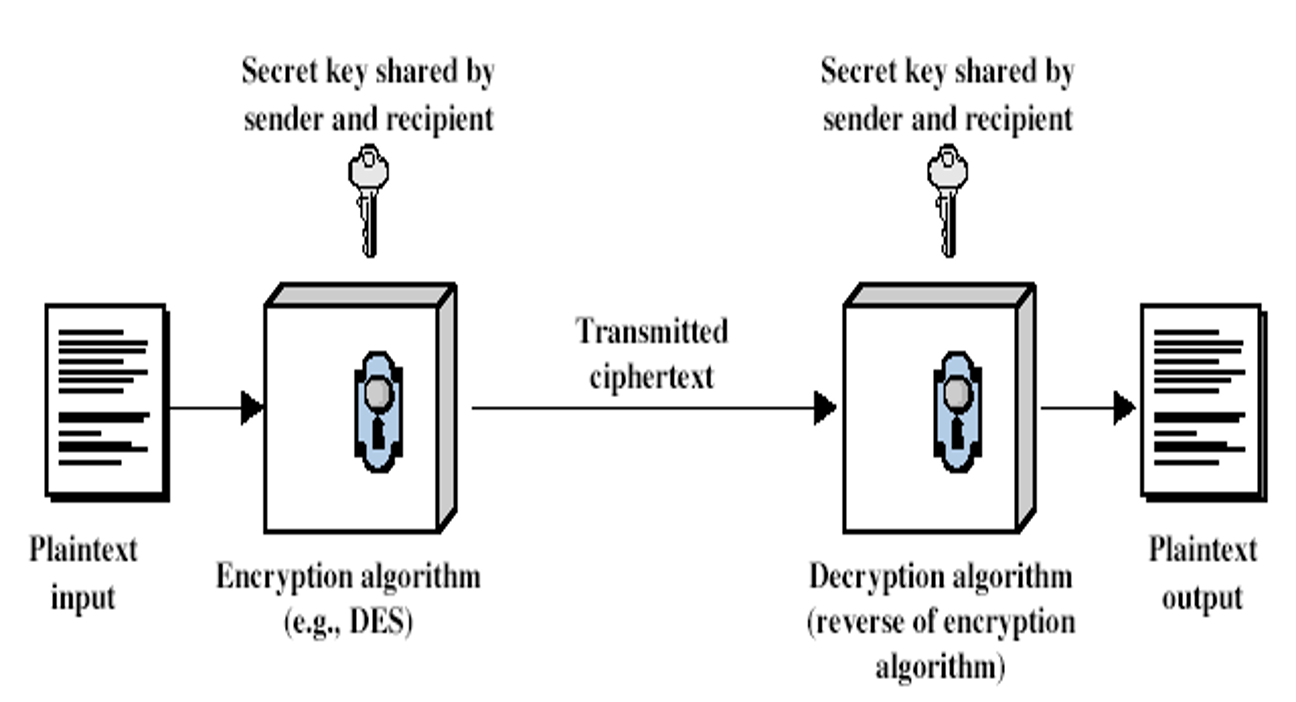 Secret key shared by
sender and recipient
Secret key shared by
sender and recipient
Transmitted
ciphertext
Plaintext
input
Encryption algorithm
(e.g., DES)
Decryption algorithm
(reverse of encryption
algorithm)
Plaintext
output